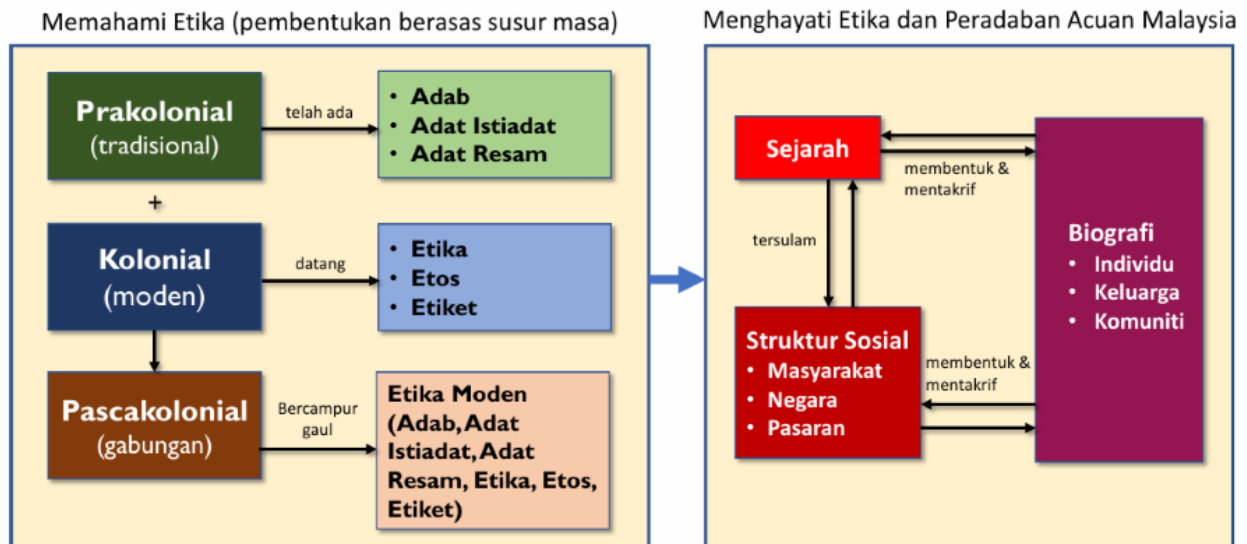 Memahami Etika (pembentukan berasas susur masa)
Prakolonial
(tradisional)
telah ada
• Adab
• Adat Istiadat
• Adat Resam
+
Kolonial
(moden)
datang
• Etika
• Etos
• Etiket
Pascakolonial
(gabungan)
Bercampur
gaul
Etika Moden
(Adab, Adat
Istiadat, Adat
Resam, Etika, Etos,
Etiket)
Menghayati Etika dan Peradaban Acuan Malaysia
Sejarah
membentuk &
mentakrif
tersulam
Struktur Sosial
• Masyarakat
• Negara
• Pasaran
membentuk &
mentakrif
Biografi
• Individu
• Keluarga
• Komuniti